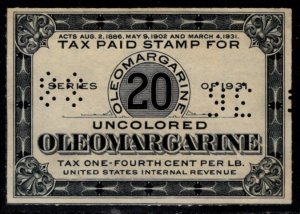 ACTS AUG. 2, 1886, MAY 9, 1902 AND MARCH 4, 1931.
TAX PAID STAMP FOR
OLEOMARGARINE
SERIES 20 OF 1931.
UNCOLORED
OLEOMARGARINE
TAX ONE-FOURTH CENT PER LB.
UNITED STATES INTERNAL REVENUE